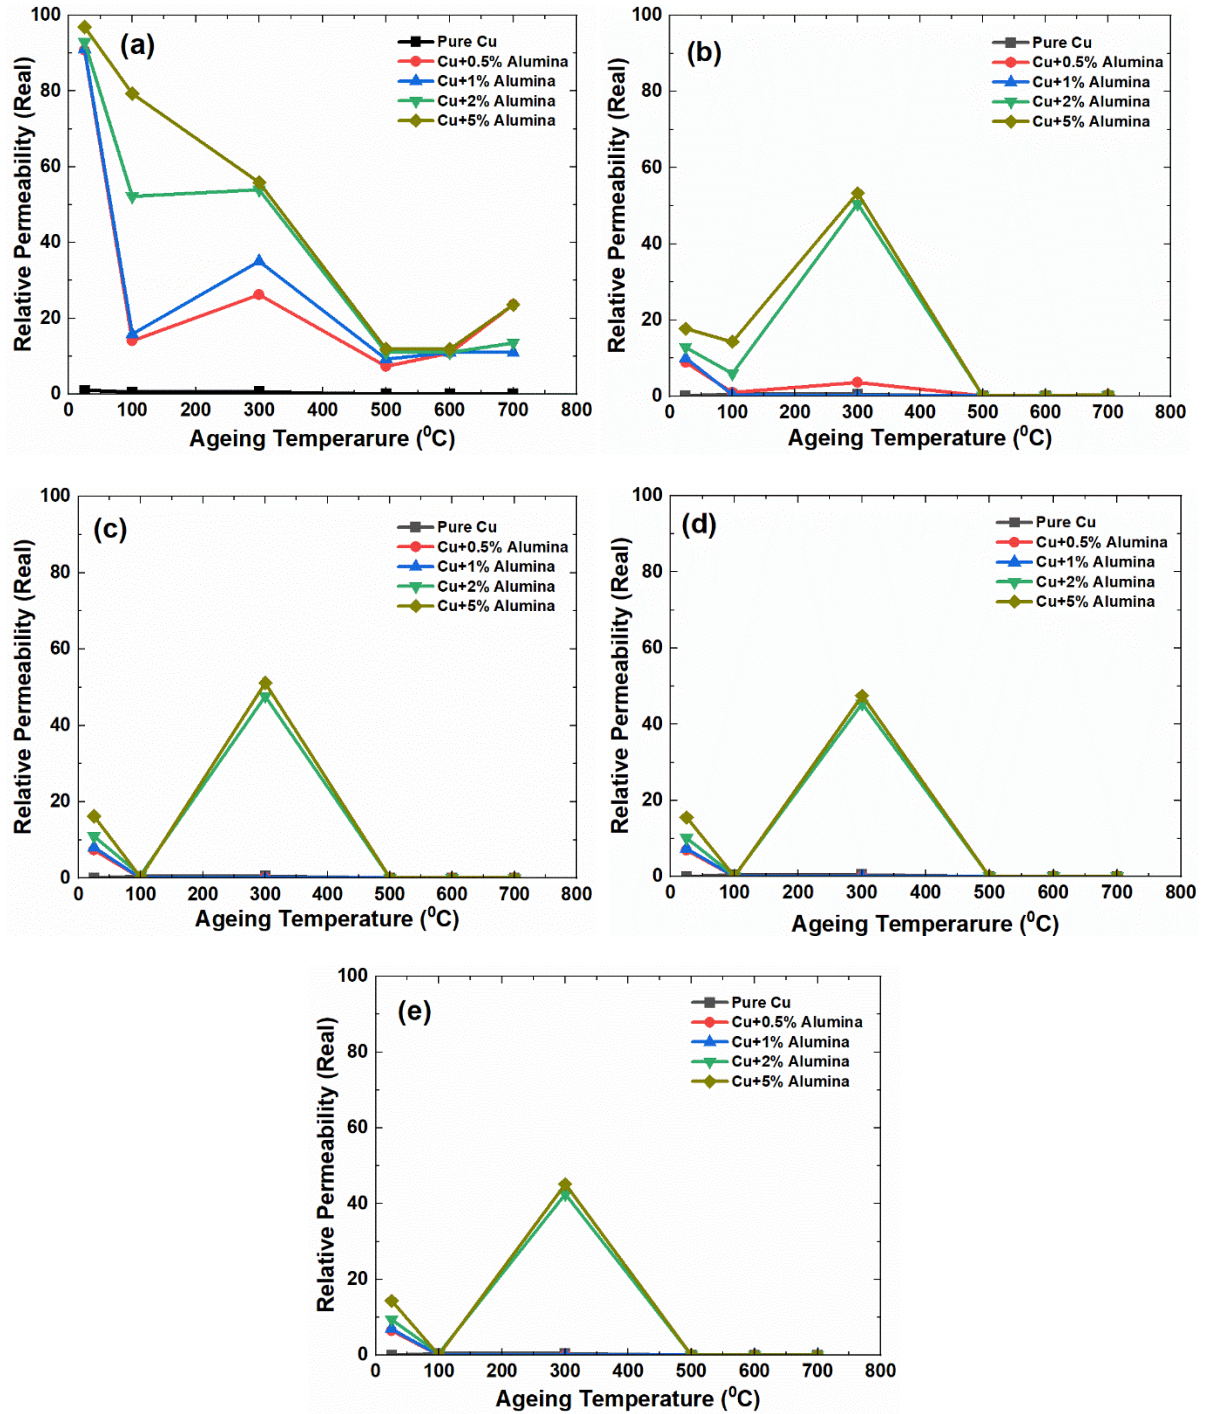 (a)
Relative Permeability (Real)
100
80
60
40
20
0
Pure Cu
Cu+0.5% Alumina
Cu+1% Alumina
Cu+2% Alumina
Cu+5% Alumina
0 100 200 300 400 500 600 700 800
Ageing Temperarure (⁰C)
(b)
Relative Permeability (Real)
100
80
60
40
20
0
Pure Cu
Cu+0.5% Alumina
Cu+1% Alumina
Cu+2% Alumina
Cu+5% Alumina
0 100 200 300 400 500 600 700 800
Ageing Temperature (⁰C)
(c)
Relative Permeability (Real)
100
80
60
40
20
0
Pure Cu
Cu+0.5% Alumina
Cu+1% Alumina
Cu+2% Alumina
Cu+5% Alumina
0 100 200 300 400 500 600 700 800
Ageing Temperature (⁰C)
(d)
Relative Permeability (Real)
100
80
60
40
20
0
Pure Cu
Cu+0.5% Alumina
Cu+1% Alumina
Cu+2% Alumina
Cu+5% Alumina
0 100 200 300 400 500 600 700 800
Ageing Temperarure (⁰C)
(e)
Relative Permeability (Real)
100
80
60
40
20
0
Pure Cu
Cu+0.5% Alumina
Cu+1% Alumina
Cu+2% Alumina
Cu+5% Alumina
0 100 200 300 400 500 600 700 800
Ageing Temperature (⁰C)